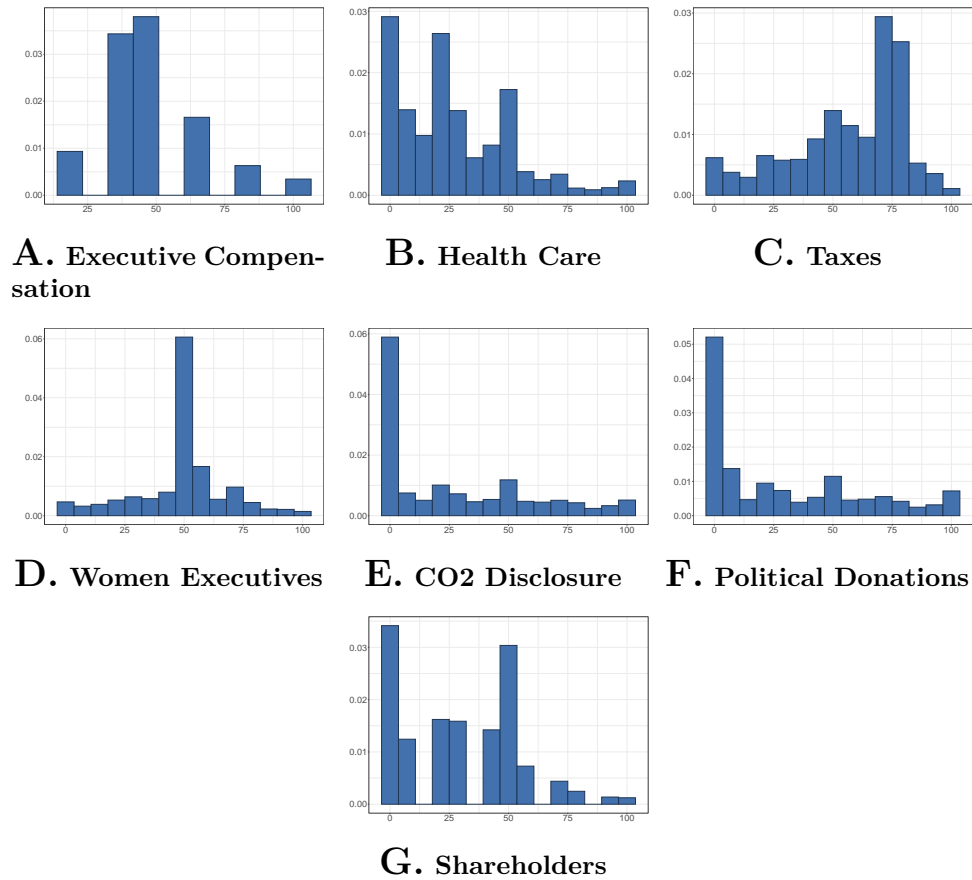 0.03
0.02
0.01
0.00
25 50 75 100
0.03
0.02
0.01
0.00
0 25 50 75 100
0.03
0.02
0.01
0.00
0 25 50 75 100
A. Executive Compen-
sation
B. Health Care
C. Taxes
0.06
0.04
0.02
0.00
0 25 50 75 100
0.06
0.04
0.02
0.00
0 25 50 75 100
0.05
0.04
0.03
0.02
0.01
0.00
0 25 50 75 100
D. Women Executives
E. CO2 Disclosure
F. Political Donations
0.03
0.02
0.01
0.00
0 25 50 75 100
G. Shareholders